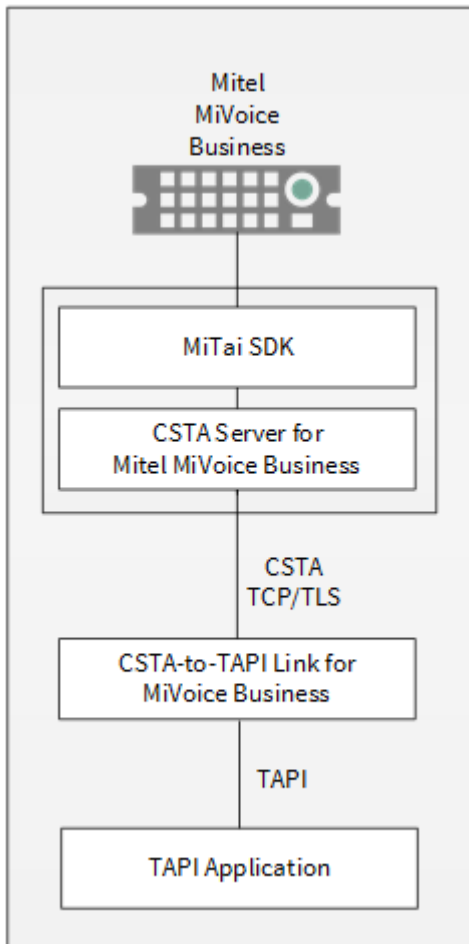 Mitel
MiVoice
Business
MiTai SDK
CSTA Server for
Mitel MiVoice Business
CSTA
TCP/TLS
CSTA-to-TAPI Link for
MiVoice Business
TAPI
TAPI Application